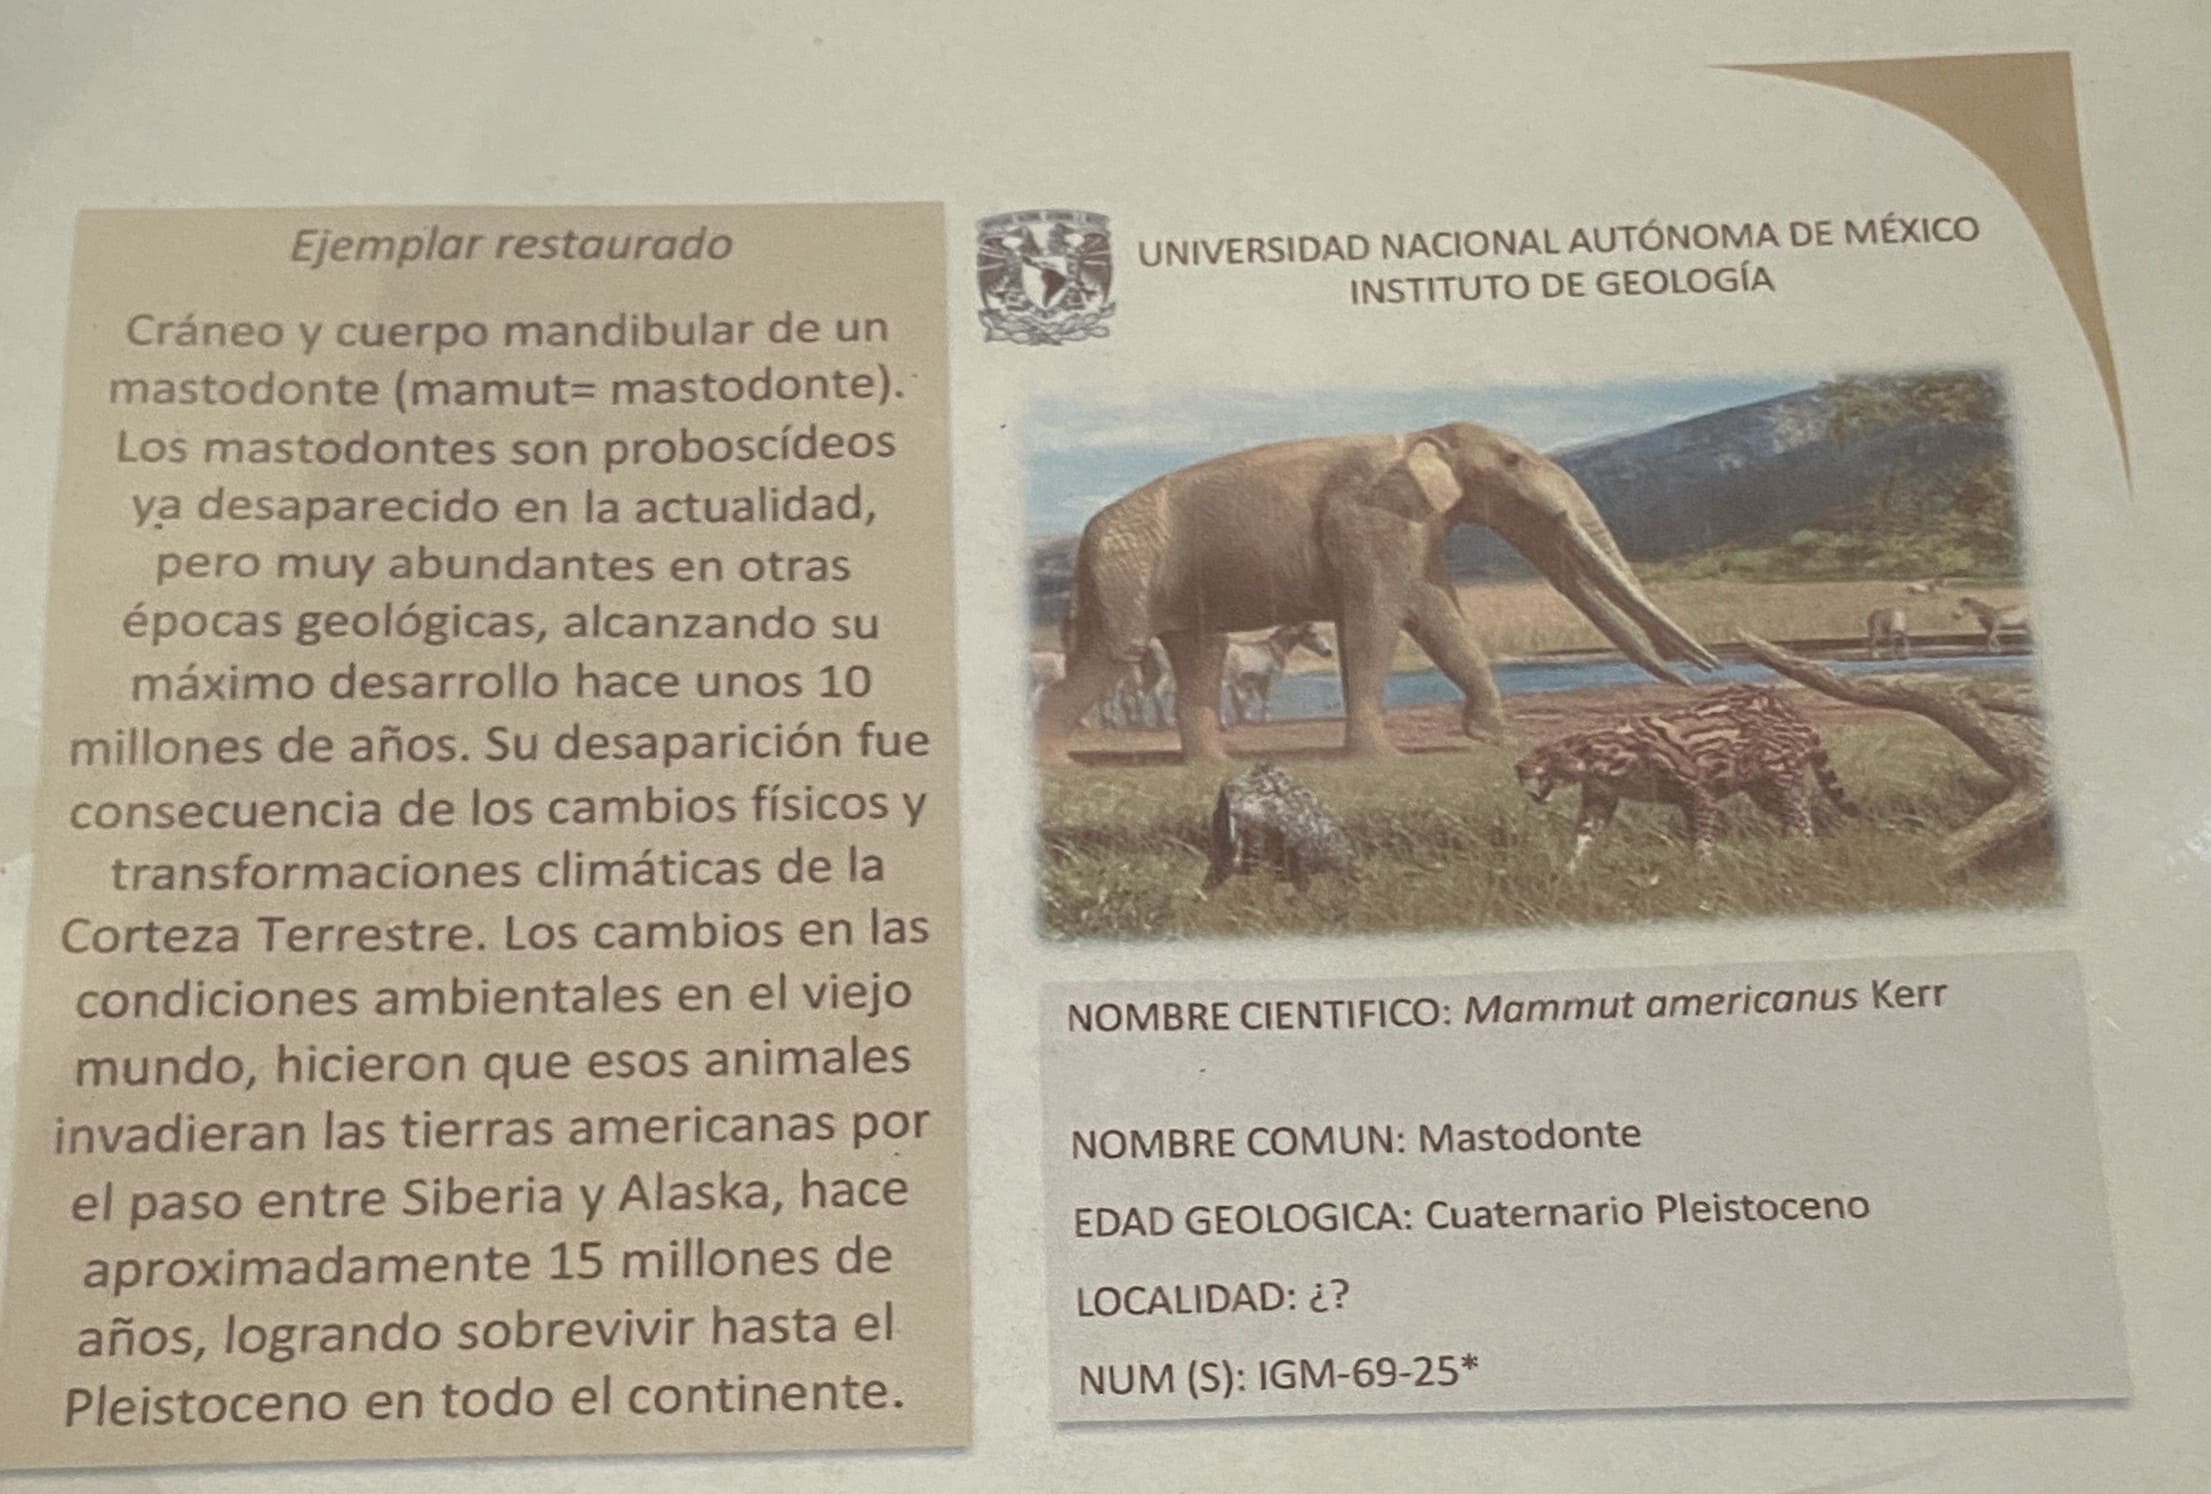 Ejemplar restaurado
Cráneo y cuerpo mandibular de un
mastodonte (mamut= mastodonte).
Los mastodontes son proboscídeos
ya desaparecido en la actualidad,
pero muy abundantes en otras
épocas geológicas, alcanzando su
máximo desarrollo hace unos 10
millones de años. Su desaparición fue
consecuencia de los cambios físicos y
transformaciones climáticas de la
Corteza Terrestre. Los cambios en las
condiciones ambientales en el viejo
mundo, hicieron que esos animales
invadieran las tierras americanas por
el paso entre Siberia y Alaska, hace
aproximadamente 15 millones de
años, logrando sobrevivir hasta el
Pleistoceno en todo el continente.
UNIVERSIDAD NACIONAL AUTÓNOMA DE MÉXICO
INSTITUTO DE GEOLOGÍA
NOMBRE CIENTIFICO: Mammut americanus Kerr
NOMBRE COMUN: Mastodonte
EDAD GEOLOGICA: Cuaternario Pleistoceno
LOCALIDAD: ¿?
NUM (S): IGM-69-25*